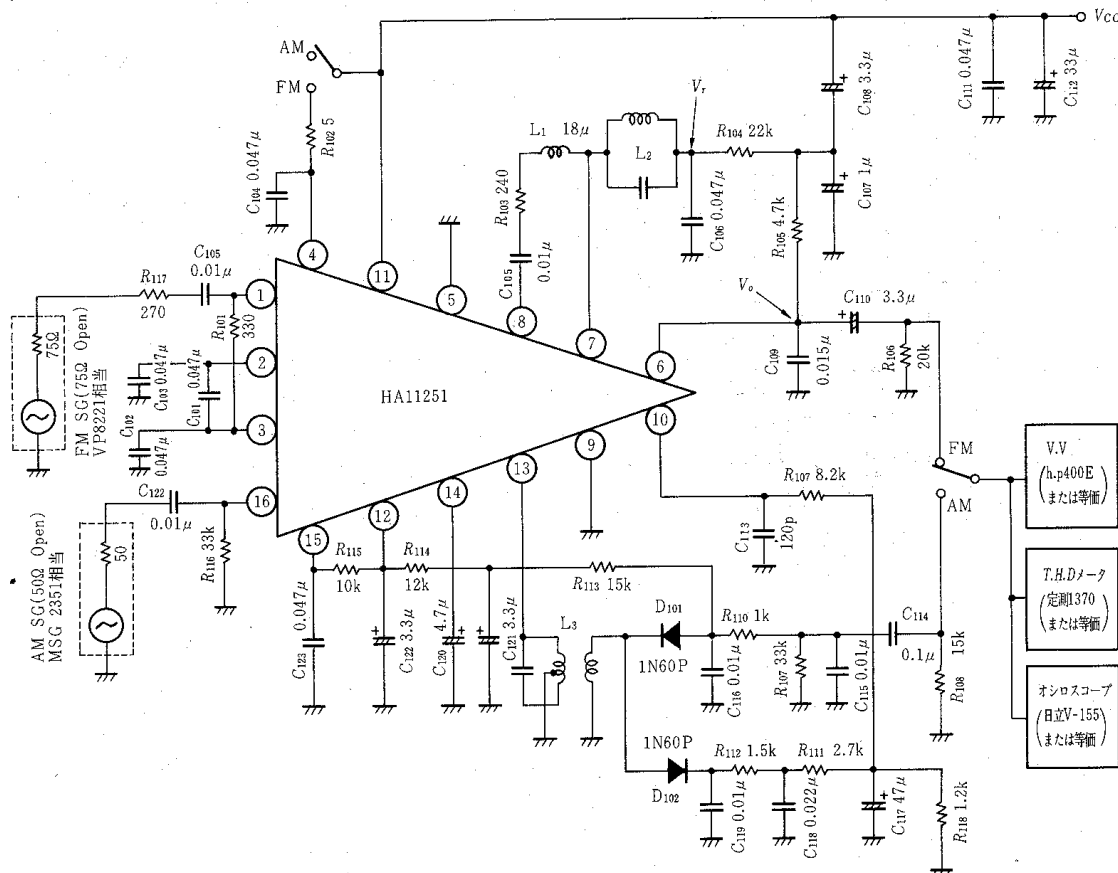 Vcc
AM
FM
R102 5
C104 0.047μ
C108 3.3μ
C111 0.047μ
C112 33μ
Vr
L1 18μ
L2
R104 22k
R103 240
C106 0.047μ
R105 4.7k
C107 1μ
C105
0.01μ
C105
0.01μ
R117
270
R101
330
75Ω
FM SG(75Ω Open)
VP8221相当
C103 0.047μ
0.047μ
C101
C102
0.047μ
4
11
5
8
7
6
1
2
3
16
15
12
14
13
9
10
HA11251
Vo
C110 3.3μ
C109
0.015μ
R106
20k
FM
AM
V.V
(h.p400E
または等価)
T.H.Dメータ
(定測1370
または等価)
オシロスコープ
(日立V-155
または等価)
C122
0.01μ
R116 33k
50
AM SG(50Ω Open)
MSG 2351相当
R107 8.2k
C113
120p
R115
10k
R114
12k
R113 15k
C123
0.047μ
C122 3.3μ
C120 4.7μ
C121 3.3μ
L3
D101
1N60P
R110 1k
C116 0.01μ
R107 33k
C115 0.01μ
C114
0.1μ
15k
R108
1N60P
D102
R112 1.5k
R111 2.7k
C119 0.01μ
C118 0.022μ
C117 47μ
R118 1.2k